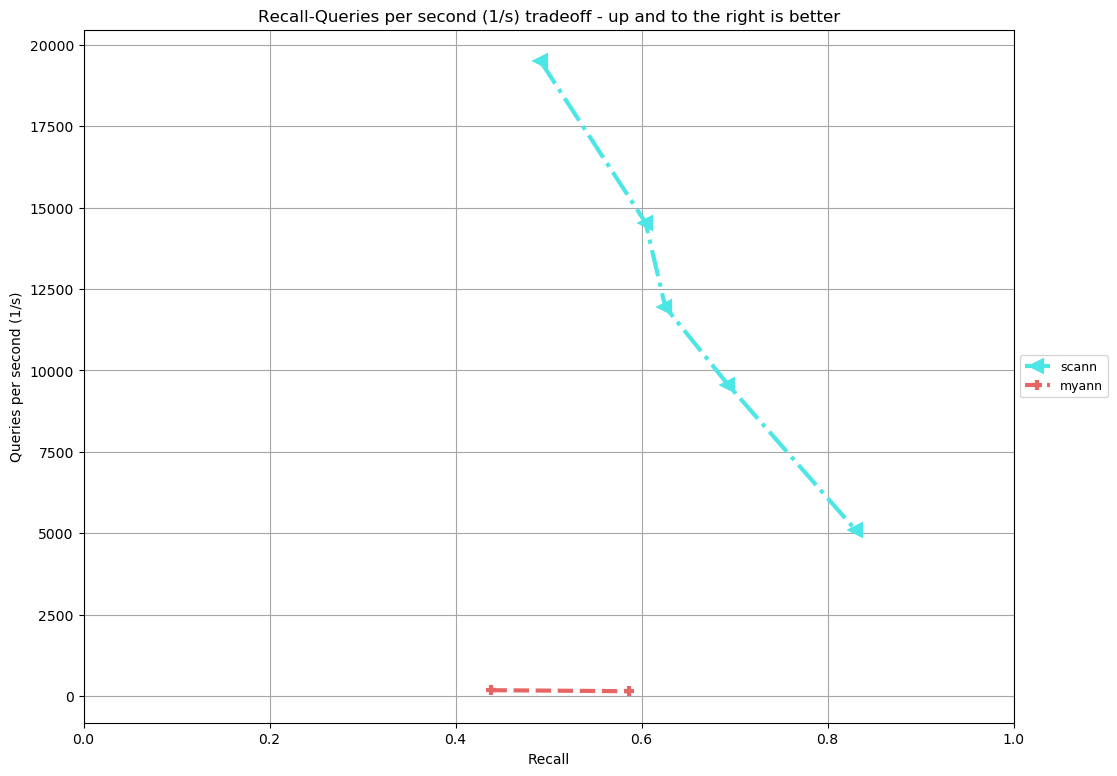 Recall-Queries per second (1/s) tradeoff - up and to the right is better
20000
17500
15000
12500
10000
7500
5000
2500
0
Queries per second (1/s)
0.0 0.2 0.4 0.6 0.8 1.0
Recall
scann
myann